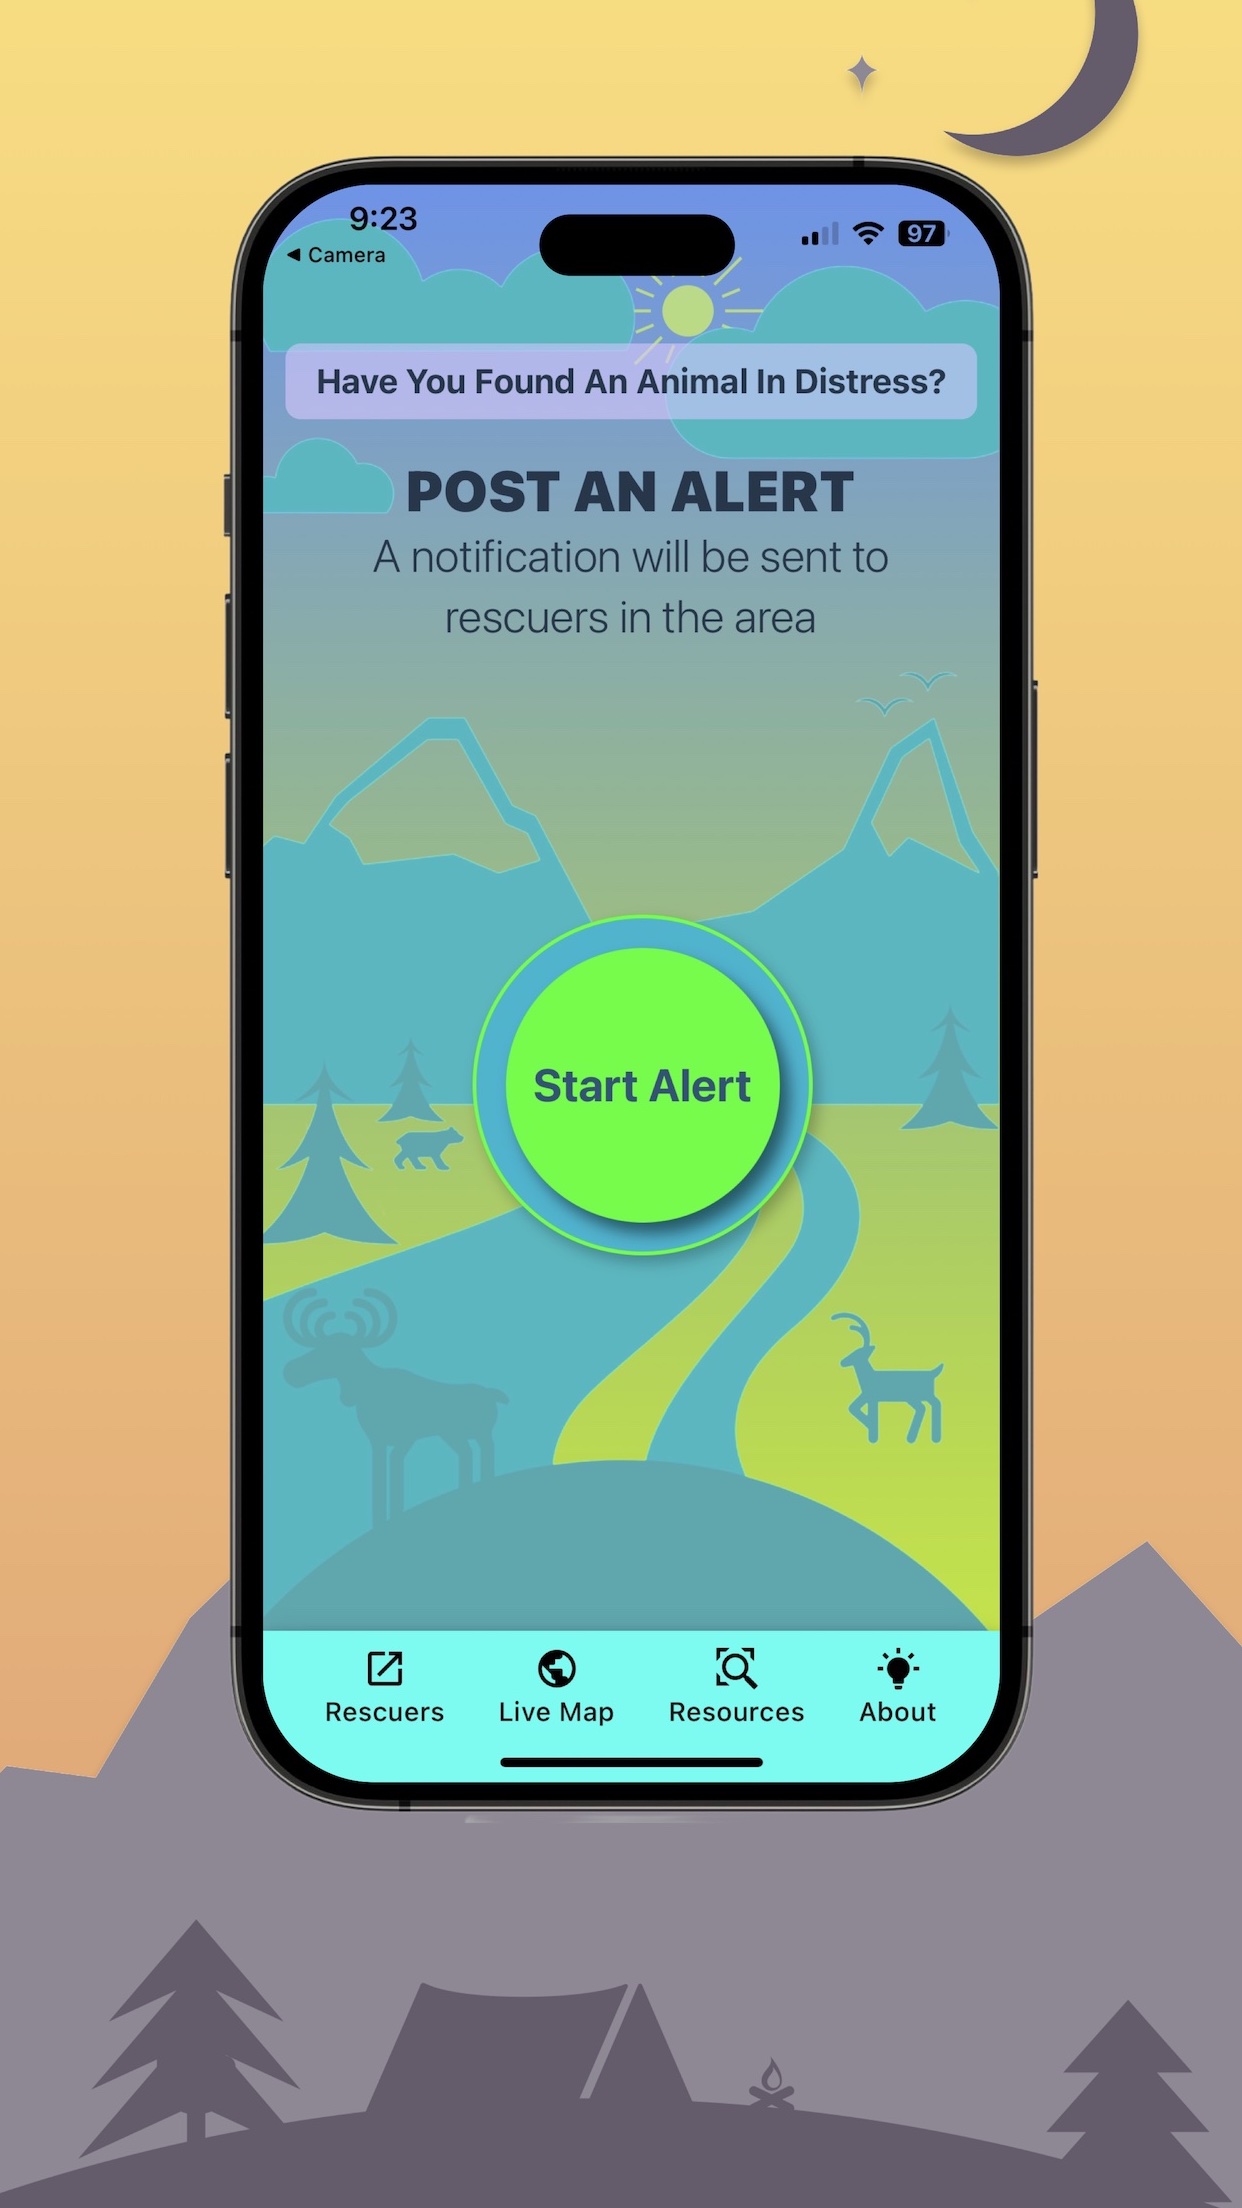 9:23
97
◀ Camera
Have You Found An Animal In Distress?
POST AN ALERT
A notification will be sent to
rescuers in the area
Start Alert
Rescuers
Live Map
Resources
About